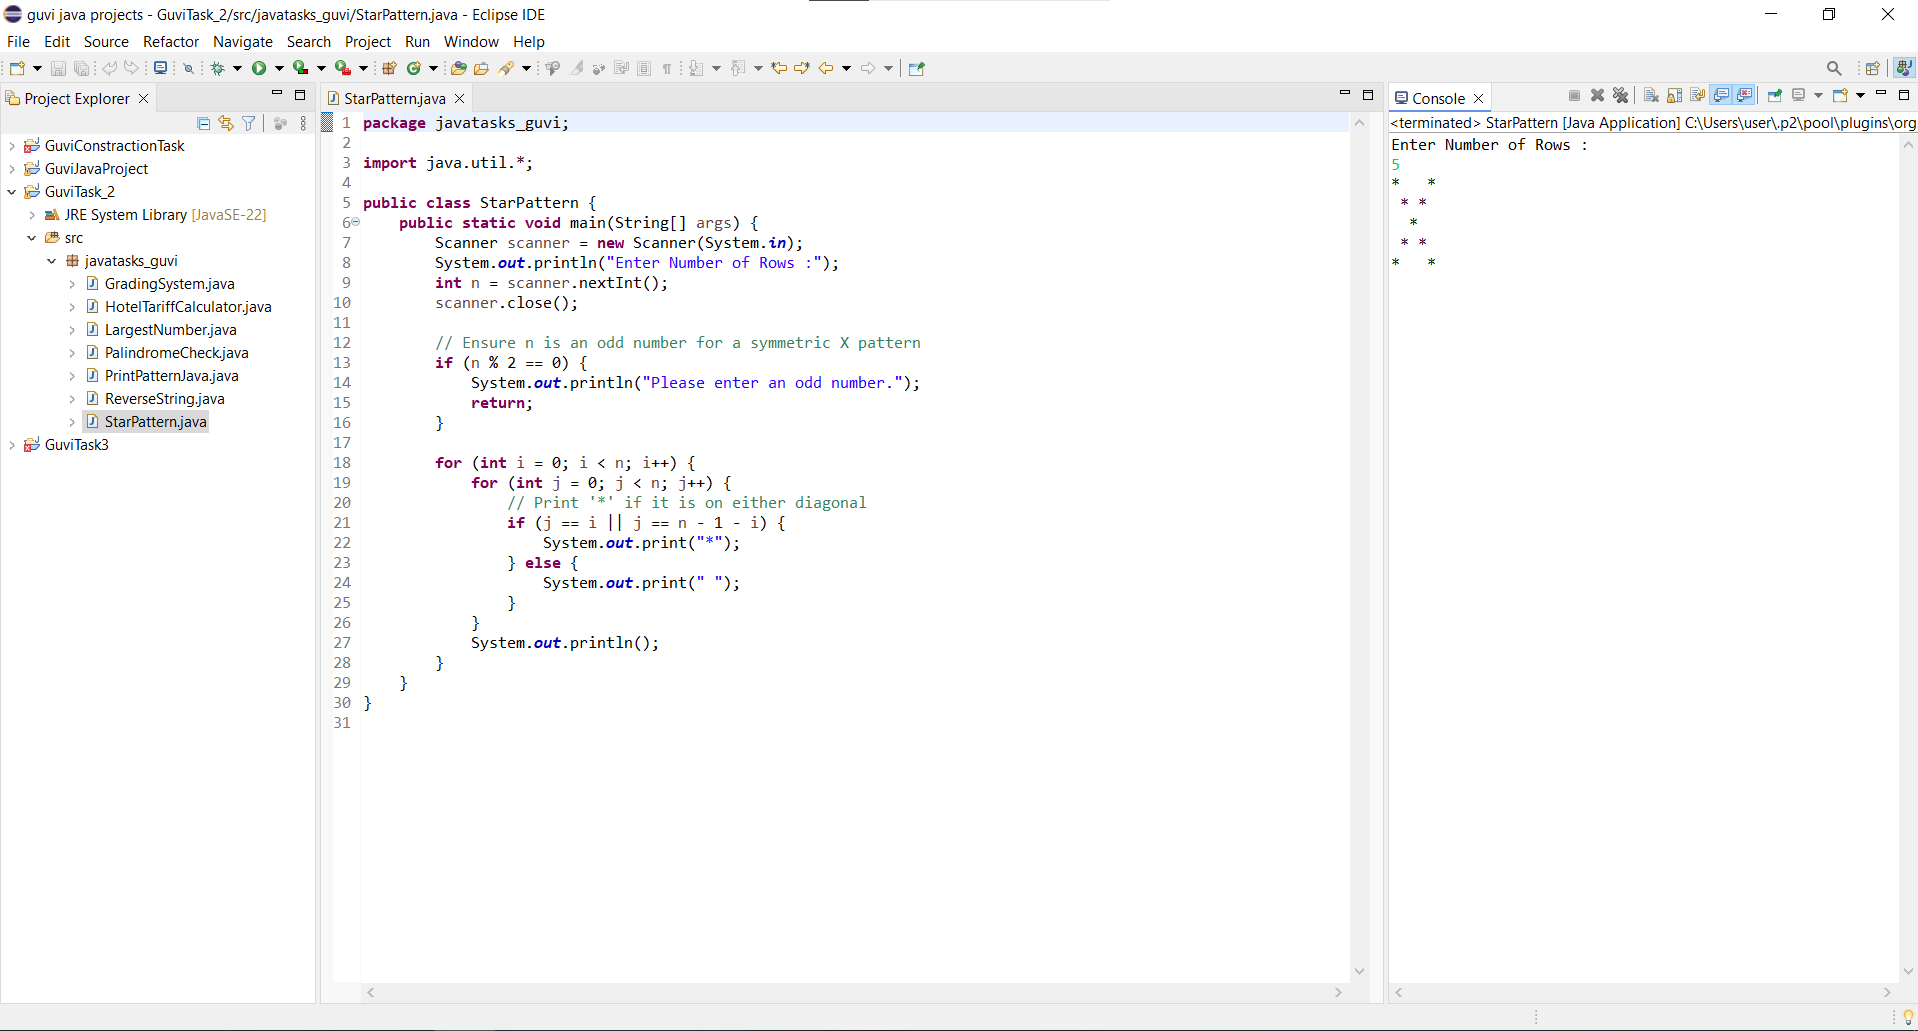 guvi java projects - GuviTask_2/src/javatasks_guvi/StarPattern.java - Eclipse IDE
File Edit Source Refactor Navigate Search Project Run Window Help
Project Explorer
GuviConstractionTask
GuviJavaProject
GuviTask_2
JRE System Library [JavaSE-22]
src
javatasks_guvi
GradingSystem.java
HotelTariffCalculator.java
LargestNumber.java
PalindromeCheck.java
PrintPatternJava.java
ReverseString.java
StarPattern.java
GuviTask3
StarPattern.java
1 package javatasks_guvi;
2
3 import java.util.*;
4
5 public class StarPattern {
6     public static void main(String[] args) {
7         Scanner scanner = new Scanner(System.in);
8         System.out.println("Enter Number of Rows :");
9         int n = scanner.nextInt();
10         scanner.close();
11
12         // Ensure n is an odd number for a symmetric X pattern
13         if (n % 2 == 0) {
14             System.out.println("Please enter an odd number.");
15             return;
16         }
17
18         for (int i = 0; i < n; i++) {
19             for (int j = 0; j < n; j++) {
20                 // Print '*' if it is on either diagonal
21                 if (j == i || j == n - 1 - i) {
22                     System.out.print("*");
23                 } else {
24                     System.out.print(" ");
25                 }
26             }
27             System.out.println();
28         }
29     }
30 }
31
Console
<terminated> StarPattern [Java Application] C:\Users\user\.p2\pool\plugins\org
Enter Number of Rows :
5
*   *
 * *
  *
 * *
*   *